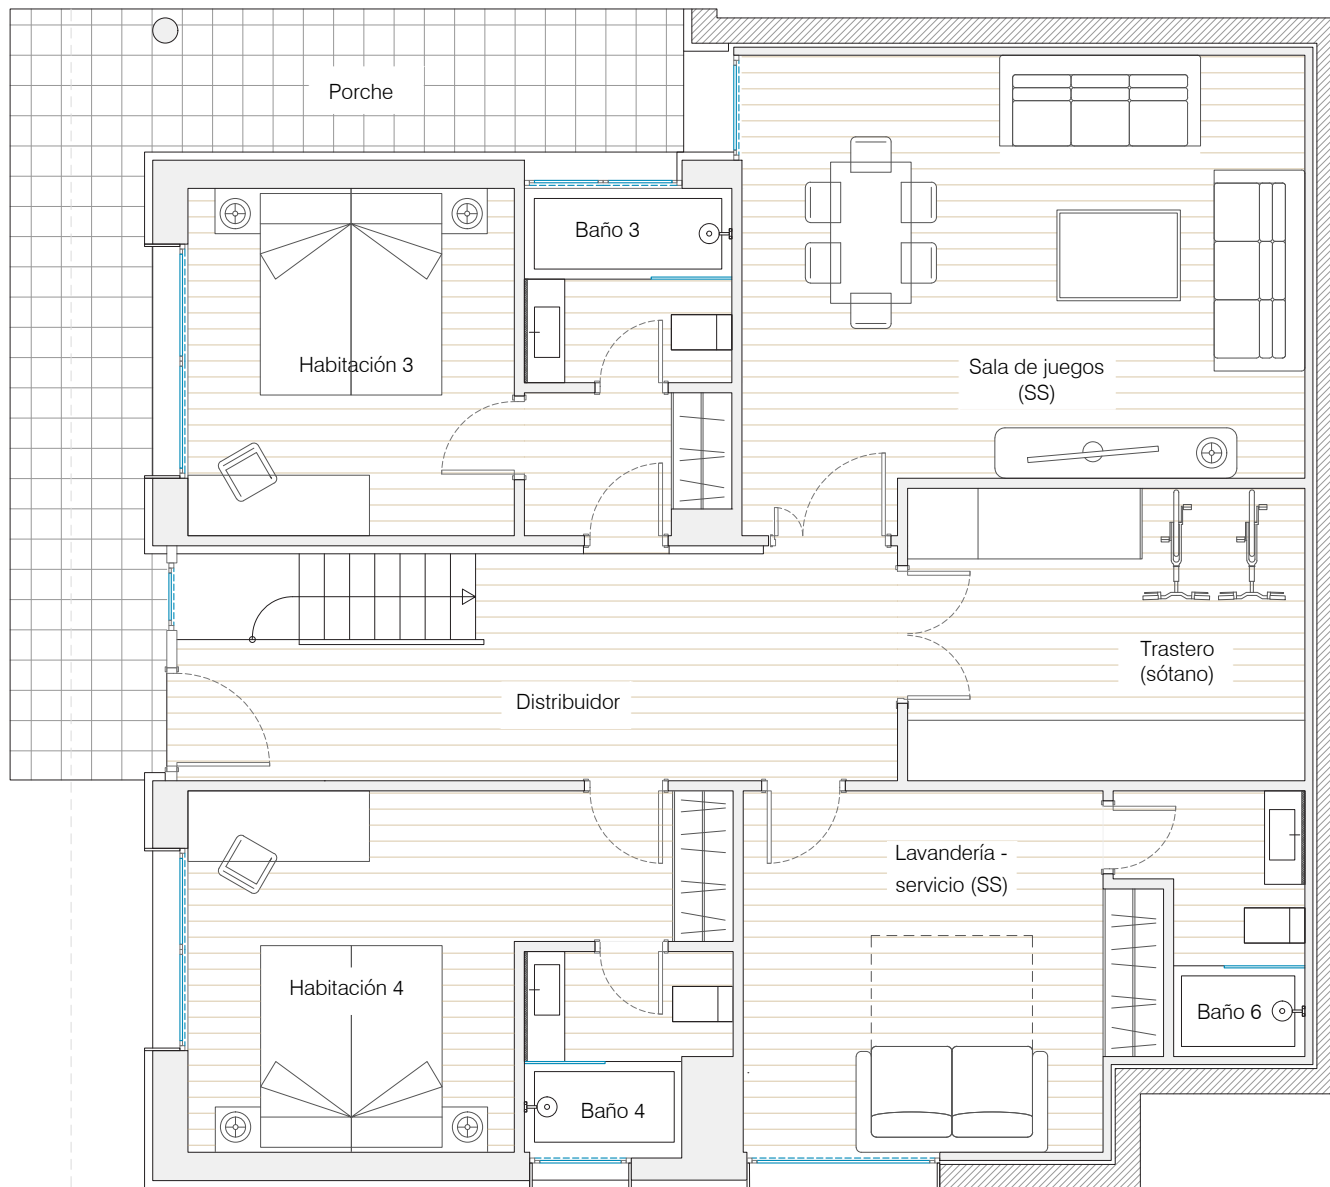 Porche
Baño 3
Habitación 3
Sala de juegos
(SS)
Trastero
(sótano)
Distribuidor
Lavandería -
servicio (SS)
Habitación 4
Baño 6
Baño 4